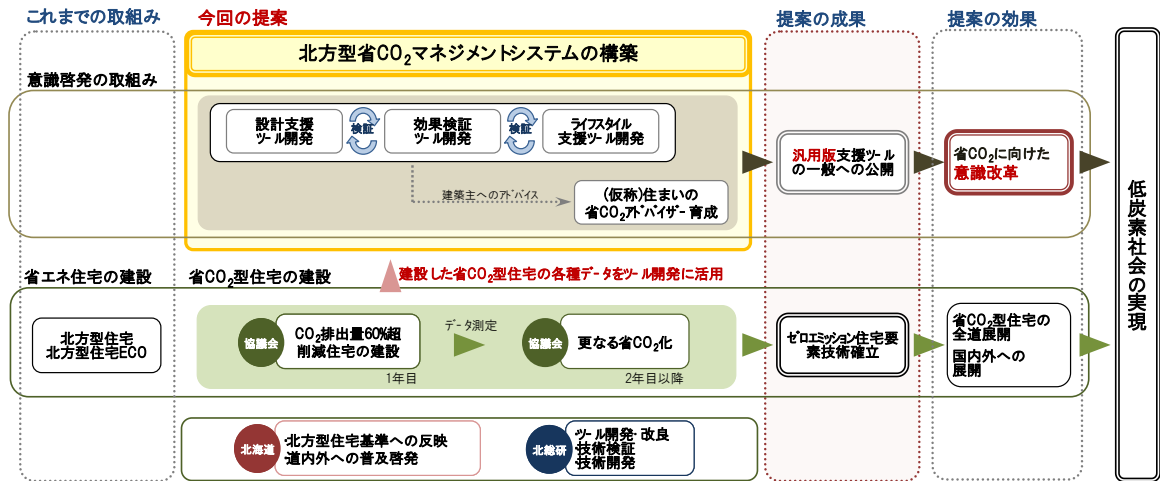 これまでの取組み
今回の提案
提案の成果
提案の効果
北方型省CO₂マネジメントシステムの構築
意識啓発の取組み
設計支援
ツール開発
検証
効果検証
ツール開発
検証
ライフスタイル
支援ツール開発
建築主へのアドバイス
(仮称)住まいの
省CO₂アドバイザー育成
汎用版支援ツール
の一般への公開
省CO₂に向けた
意識改革
低炭素社会の実現
省エネ住宅の建設
省CO₂型住宅の建設
建設した省CO₂型住宅の各種データをツール開発に活用
北方型住宅
北方型住宅ECO
協議会
CO₂排出量60%超
削減住宅の建設
1年目
データ測定
協議会
更なる省CO₂化
2年目以降
ゼロエミッション住宅要
素技術確立
省CO₂型住宅の
全道展開
国内外への
展開
北海道
・北方型住宅基準への反映
・道内外への普及啓発
北総研
・ツール開発・改良
・技術検証
・技術開発